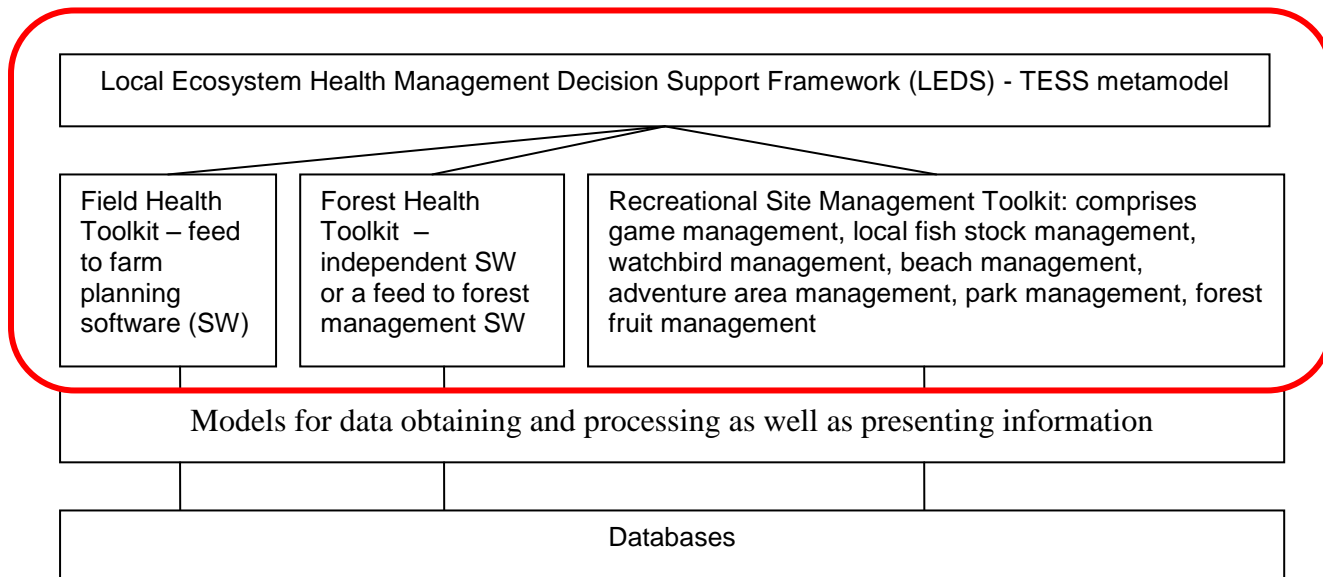 Local Ecosystem Health Management Decision Support Framework (LEDS) - TESS metamodel
Field Health
Toolkit – feed
to farm
planning
software (SW)
Forest Health
Toolkit –
independent SW
or a feed to forest
management SW
Recreational Site Management Toolkit: comprises
game management, local fish stock management,
watchbird management, beach management,
adventure area management, park management, forest
fruit management
Models for data obtaining and processing as well as presenting information
Databases